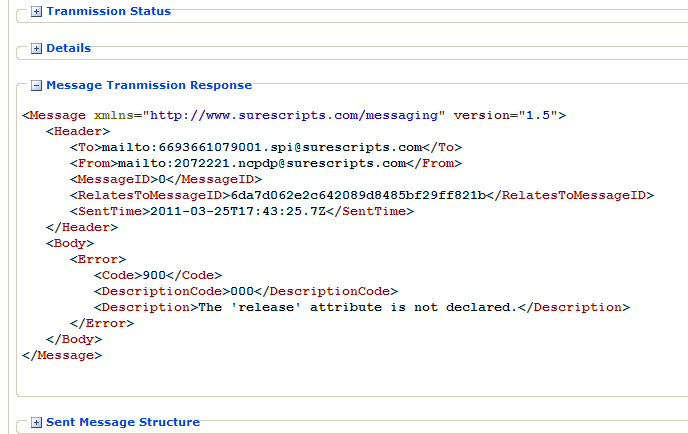 Tranmission Status
Details
Message Tranmission Response
<Message xmlns="http://www.surescripts.com/messaging" version="1.5">
<Header>
<To>mailto:6693661079001.spi@surescripts.com</To>
<From>mailto:2072221.ncpdp@surescripts.com</From>
<MessageID>0</MessageID>
<RelatesToMessageID>6da7d062e2c642089d8485bf29ff821b</RelatesToMessageID>
<SentTime>2011-03-25T17:43:25.7Z</SentTime>
</Header>
<Body>
<Error>
<Code>900</Code>
<DescriptionCode>000</DescriptionCode>
<Description>The 'release' attribute is not declared.</Description>
</Error>
</Body>
</Message>
Sent Message Structure